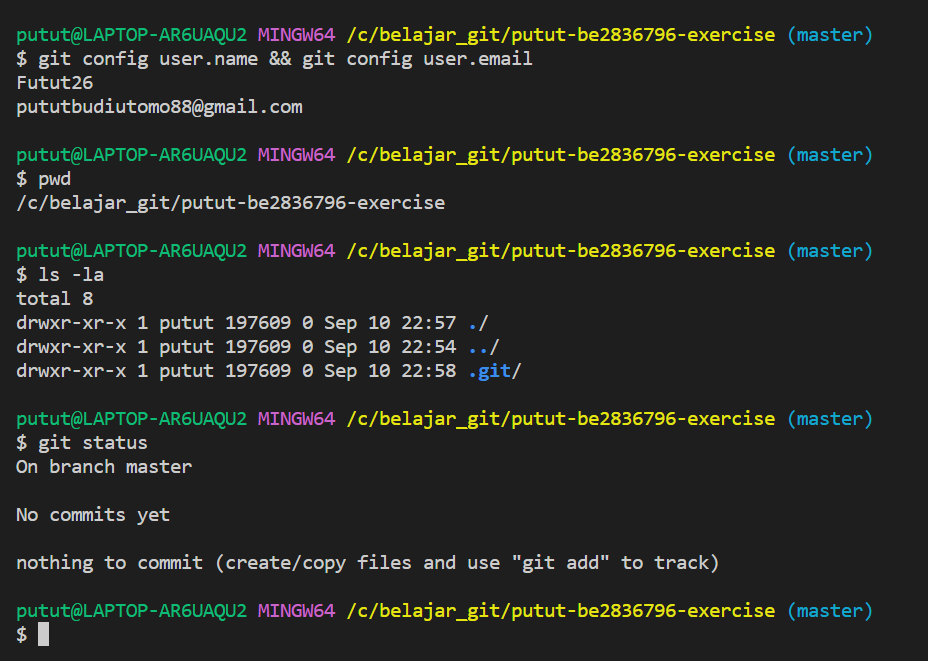 putut@LAPTOP-AR6UAQU2 MINGW64 /c/belajar_git/putut-be2836796-exercise (master)
$ git config user.name && git config user.email
Futut26
pututbudiutomo88@gmail.com
putut@LAPTOP-AR6UAQU2 MINGW64 /c/belajar_git/putut-be2836796-exercise (master)
$ pwd
/c/belajar_git/putut-be2836796-exercise
putut@LAPTOP-AR6UAQU2 MINGW64 /c/belajar_git/putut-be2836796-exercise (master)
$ ls -la
total 8
drwxr-xr-x 1 putut 197609 0 Sep 10 22:57 ./
drwxr-xr-x 1 putut 197609 0 Sep 10 22:54 ../
drwxr-xr-x 1 putut 197609 0 Sep 10 22:58 .git/
putut@LAPTOP-AR6UAQU2 MINGW64 /c/belajar_git/putut-be2836796-exercise (master)
$ git status
On branch master
No commits yet
nothing to commit (create/copy files and use "git add" to track)
putut@LAPTOP-AR6UAQU2 MINGW64 /c/belajar_git/putut-be2836796-exercise (master)
$